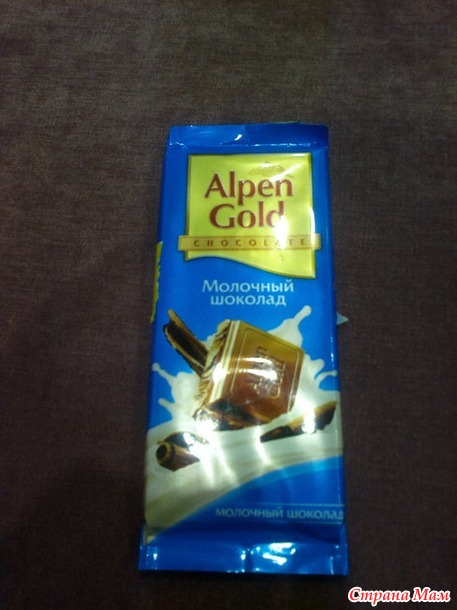 Alpen
Gold
CHOCOLATE
Молочный
шоколад
молочный шоколад
Страна Мам